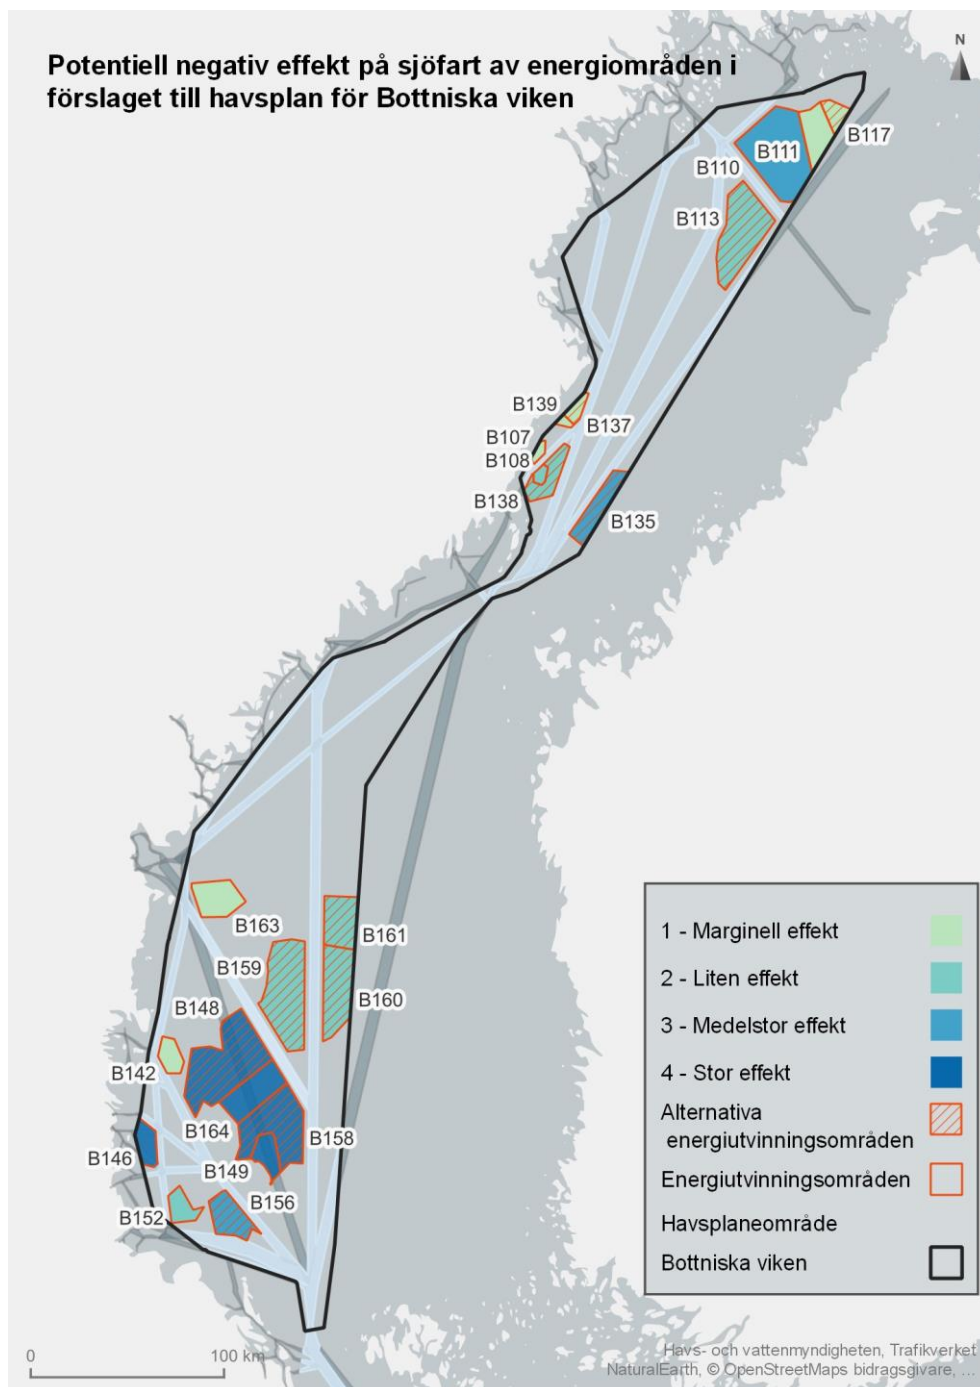 Potentiell negativ effekt på sjöfart av energiområden i
förslaget till havsplan för Bottniska viken
N
B117
B111
B110
B113
B139
B137
B107
B108
B138
B135
B163
B161
B159
B160
B148
B142
B164
B158
B146
B149
B156
B152
1 - Marginell effekt
2 - Liten effekt
3 - Medelstor effekt
4 - Stor effekt
Alternativa
energiutvinningsområden
Energiutvinningsområden
Havsplaneområde
Bottniska viken
0 100 km
Havs- och vattenmyndigheten, Trafikverket
NaturalEarth, © OpenStreetMaps bidragsgivare, ...